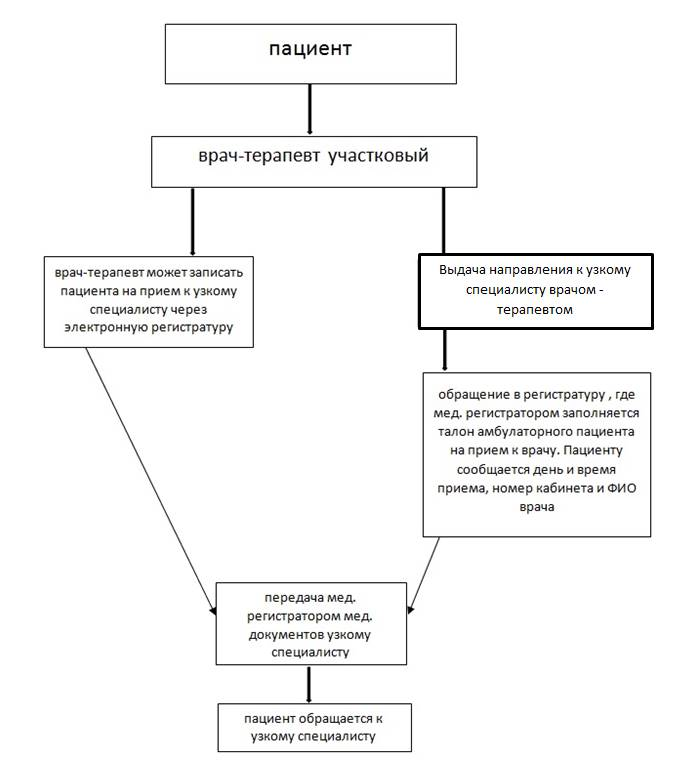 пациент
врач-терапевт участковый
врач-терапевт может записать
пациента на прием к узкому
специалисту через
электронную регистратуру
Выдача направления к узкому
специалисту врачом -
терапевтом
обращение в регистратуру , где
мед. регистратором заполняется
талон амбулаторного пациента
на прием к врачу. Пациенту
сообщается день и время
приема, номер кабинета и ФИО
врача
передача мед.
регистратором мед.
документов узкому
специалисту
пациент обращается к
узкому специалисту